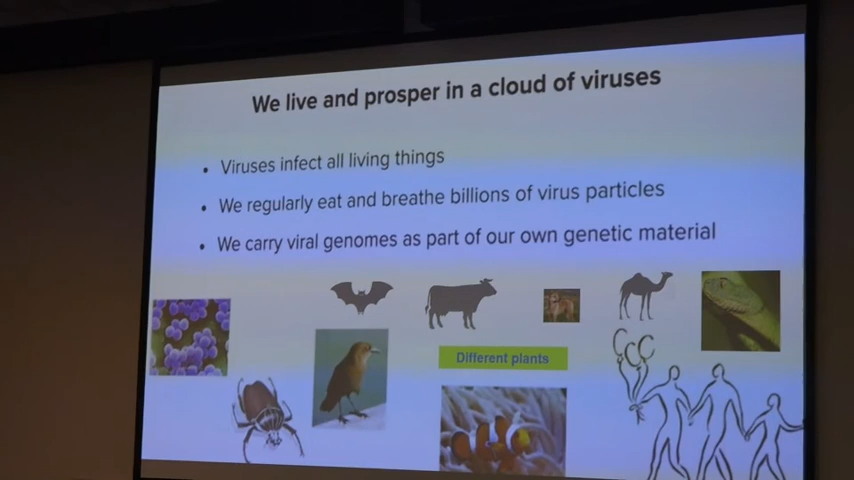 We live and prosper in a cloud of viruses
• Viruses infect all living things
• We regularly eat and breathe billions of virus particles
• We carry viral genomes as part of our own genetic material
Different plants